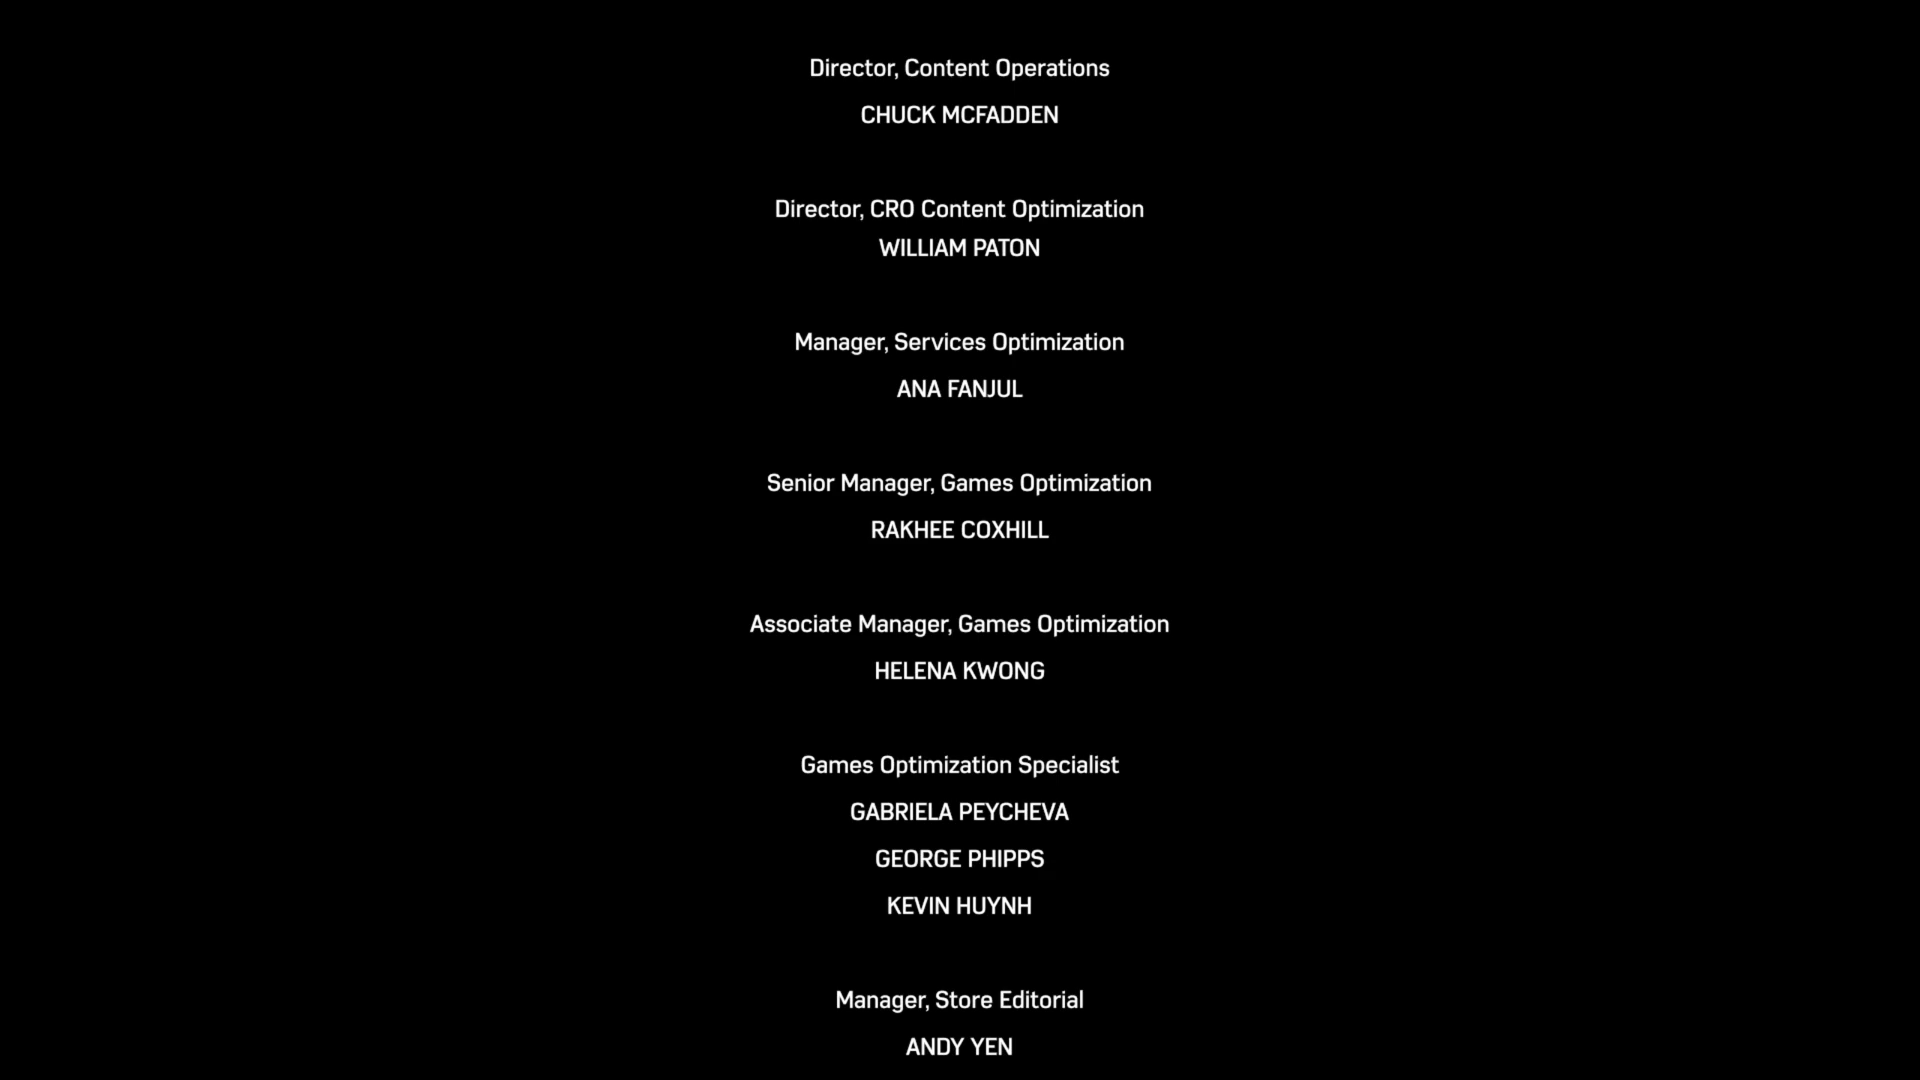 Director, Content Operations
CHUCK MCFADDEN
Director, CRO Content Optimization
WILLIAM PATON
Manager, Services Optimization
ANA FANJUL
Senior Manager, Games Optimization
RAKHEE COXHILL
Associate Manager, Games Optimization
HELENA KWONG
Games Optimization Specialist
GABRIELA PEYCHEVA
GEORGE PHIPPS
KEVIN HUYNH
Manager, Store Editorial
ANDY YEN